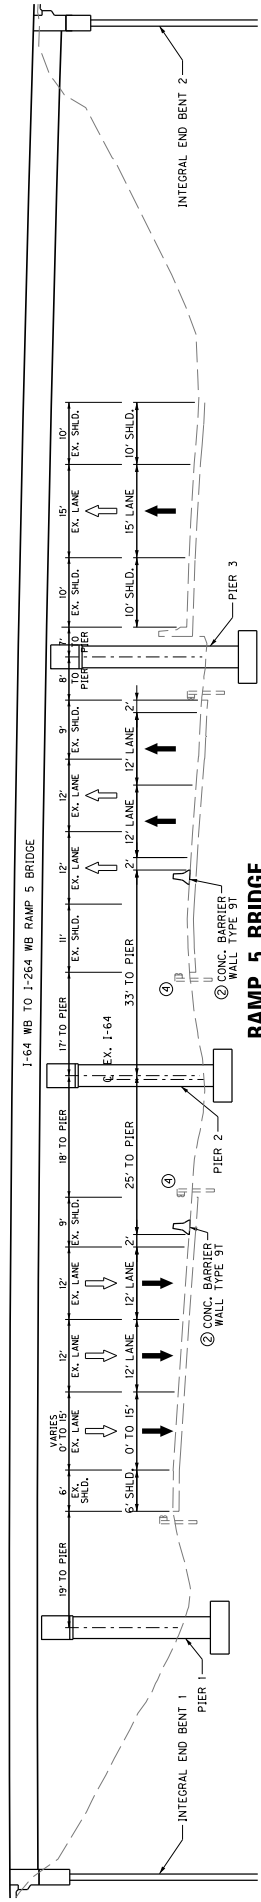 I-64 WB TO I-264 WB RAMP 5 BRIDGE
19' TO PIER
6'
EX.
SHLD.
VARIES
0' TO 15'
EX. LANE
12'
EX. LANE
12'
EX. LANE
9'
EX. SHLD.
18' TO PIER
17' TO PIER
11'
EX. SHLD.
12'
EX. LANE
12'
EX. LANE
9'
EX. SHLD.
8'
TO
PIER
7'
TO
PIER
10'
EX. SHLD.
15'
EX. LANE
10'
EX. SHLD.
℄ EX. I-64
6' SHLD.
0' TO 15'
12' LANE
12' LANE
2'
25' TO PIER
33' TO PIER
2'
12' LANE
12' LANE
2'
10' SHLD.
15' LANE
10' SHLD.
INTEGRAL END BENT 1
PIER 1
② CONC. BARRIER
WALL TYPE 9T
④
PIER 2
④
② CONC. BARRIER
WALL TYPE 9T
PIER 3
INTEGRAL END BENT 2
RAMP 5 BRIDGE